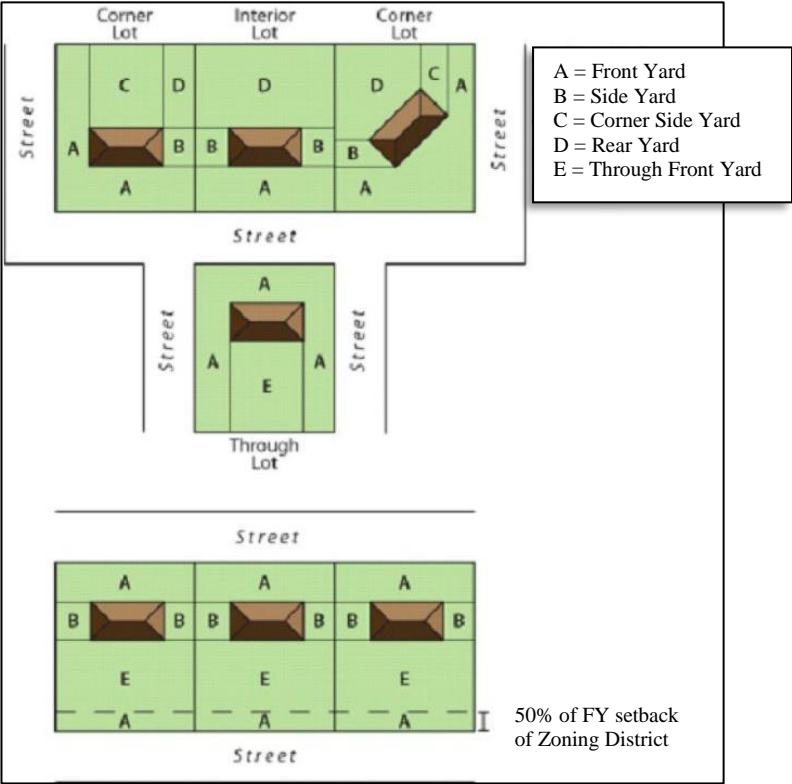 Corner Lot
Interior Lot
Corner Lot
A = Front Yard
B = Side Yard
C = Corner Side Yard
D = Rear Yard
E = Through Front Yard
Street
C
D
D
D
C
A
Street
A
B
B
B
B
A
A
A
Street
A
Street
A
A
Street
E
Through
Lot
Street
A
A
A
B
B
B
B
B
B
E
E
E
A
A
A
50% of FY setback
of Zoning District
Street